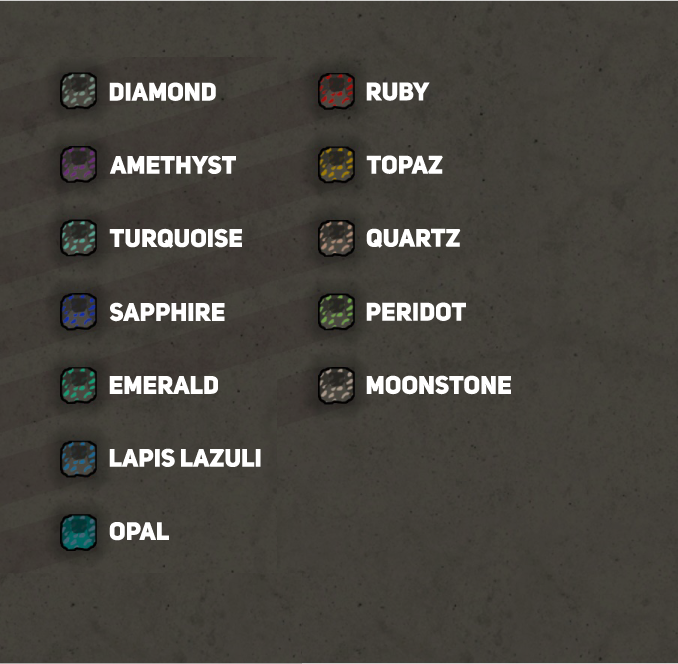 DIAMOND
AMETHYST
TURQUOISE
SAPPHIRE
EMERALD
LAPIS LAZULI
OPAL
RUBY
TOPAZ
QUARTZ
PERIDOT
MOONSTONE